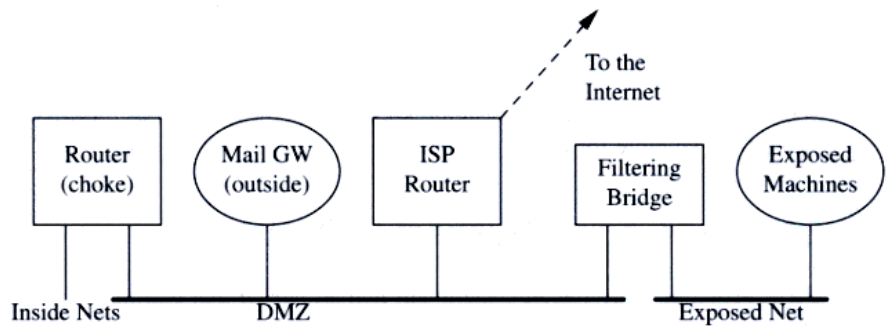 To the
Internet
Router
(choke)
Mail GW
(outside)
ISP
Router
Filtering
Bridge
Exposed
Machines
Inside Nets
DMZ
Exposed Net